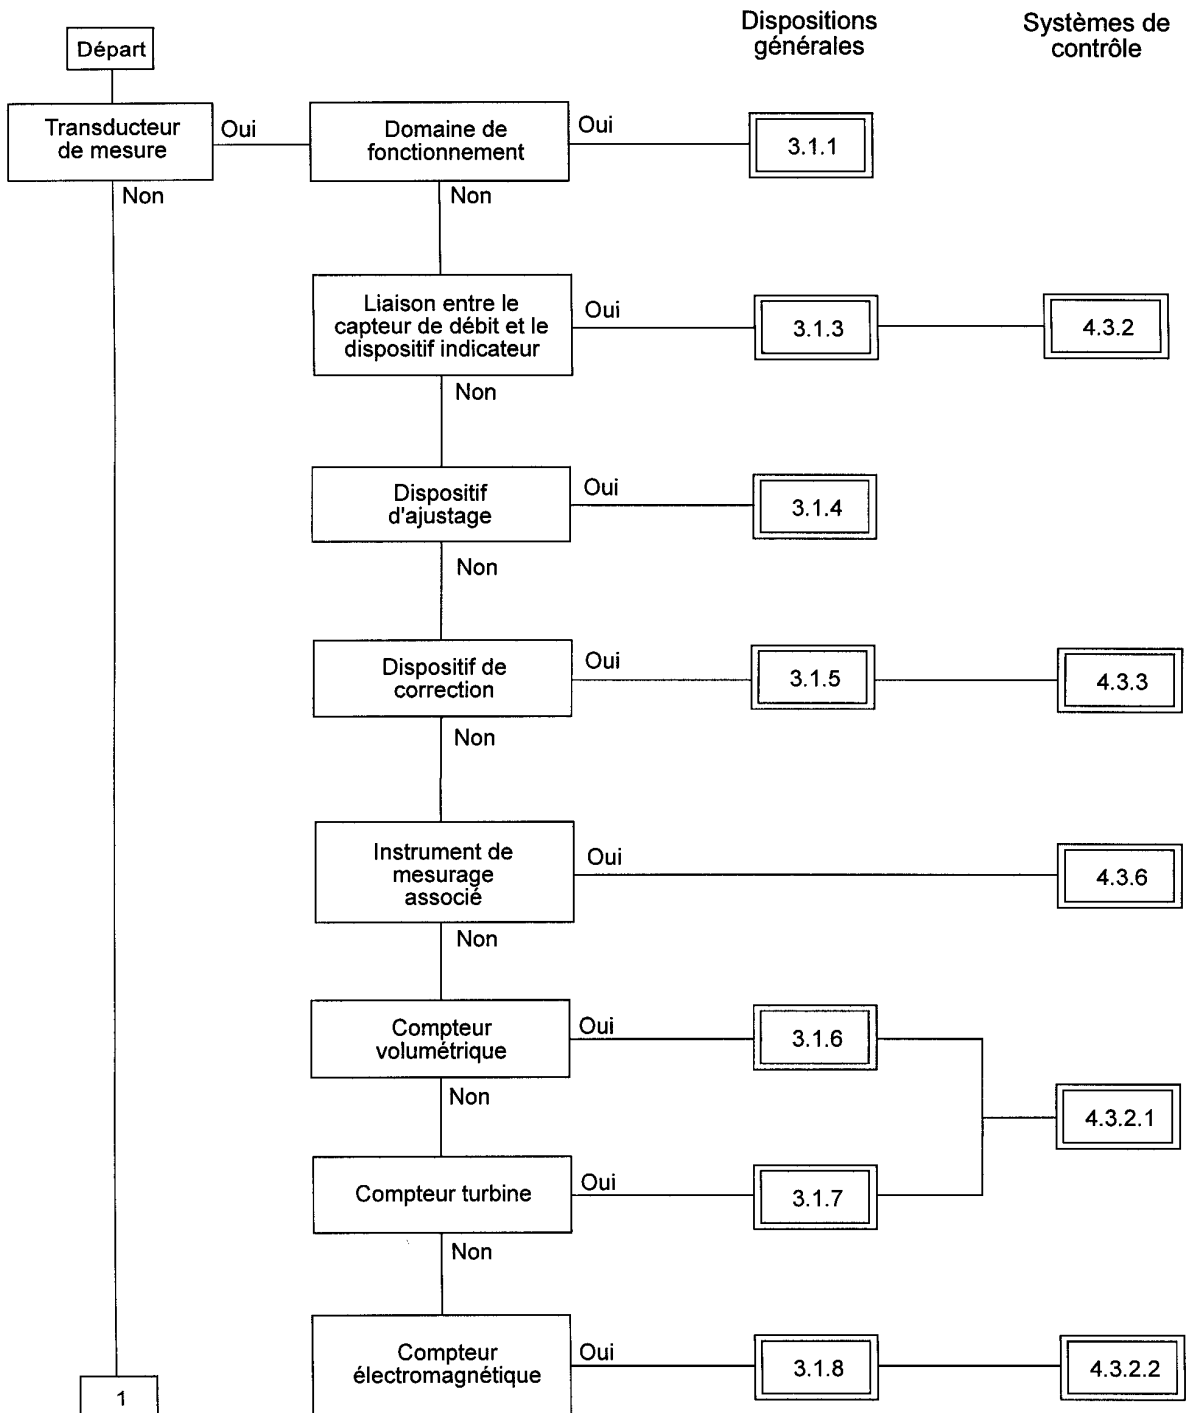 Dispositions
générales
Systèmes de
contrôle
Départ
Transducteur
de mesure
Oui
Non
Domaine de
fonctionnement
Oui
3.1.1
Non
Liaison entre le
capteur de débit et le
dispositif indicateur
Oui
3.1.3
4.3.2
Non
Dispositif
d'ajustage
Oui
3.1.4
Non
Dispositif de
correction
Oui
3.1.5
4.3.3
Non
Instrument de
mesurage
associé
Oui
4.3.6
Non
Compteur
volumétrique
Oui
3.1.6
4.3.2.1
Non
Compteur turbine
Oui
3.1.7
Non
Compteur
électromagnétique
Oui
3.1.8
4.3.2.2
1